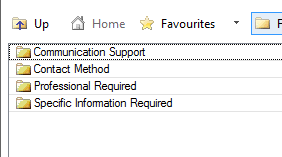 Up Home Favourites F
Communication Support
Contact Method
Professional Required
Specific Information Required